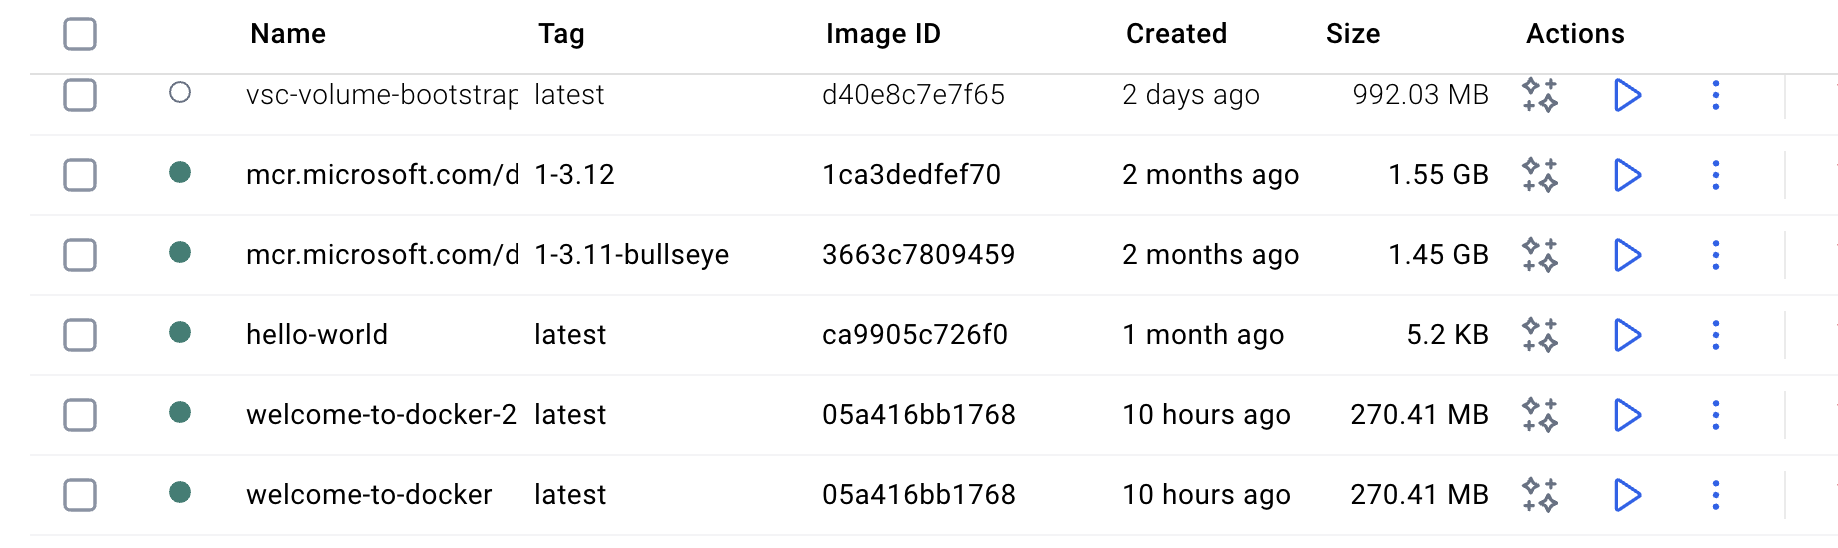 Name Tag Image ID Created Size Actions
vsc-volume-bootstrap latest d40e8c7e7f65 2 days ago 992.03 MB
mcr.microsoft.com/d 1-3.12 1ca3dedfef70 2 months ago 1.55 GB
mcr.microsoft.com/d 1-3.11-bullseye 3663c7809459 2 months ago 1.45 GB
hello-world latest ca9905c726f0 1 month ago 5.2 KB
welcome-to-docker-2 latest 05a416bb1768 10 hours ago 270.41 MB
welcome-to-docker latest 05a416bb1768 10 hours ago 270.41 MB